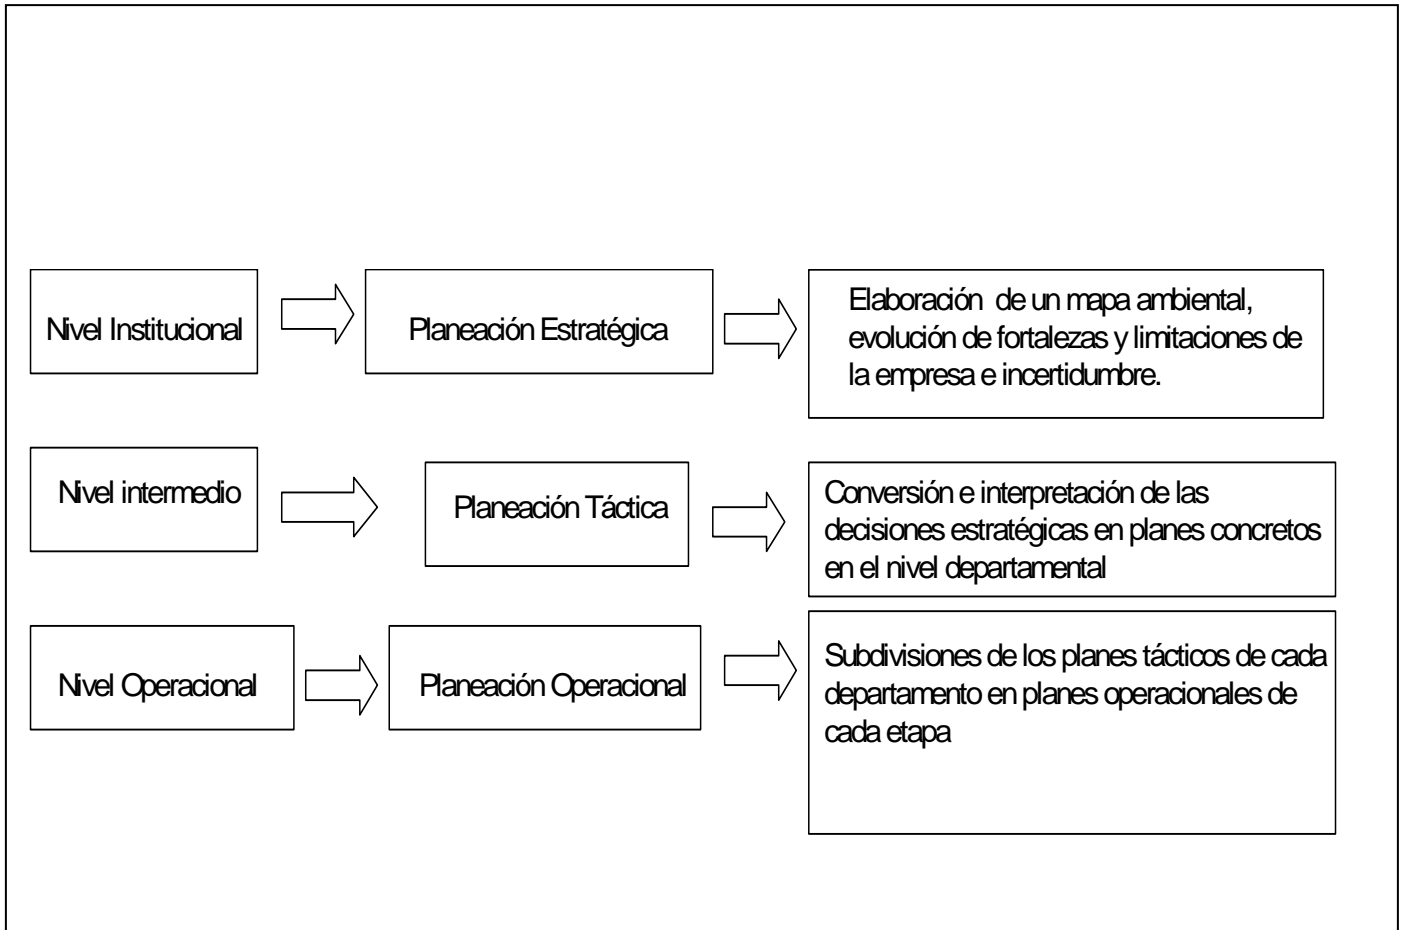 Nivel Institucional
Planeación Estratégica
Elaboración de un mapa ambiental,
evolución de fortalezas y limitaciones de
la empresa e incertidumbre.
Nivel intermedio
Planeación Táctica
Conversión e interpretación de las
decisiones estratégicas en planes concretos
en el nivel departamental
Nivel Operacional
Planeación Operacional
Subdivisiones de los planes tácticos de cada
departamento en planes operacionales de
cada etapa